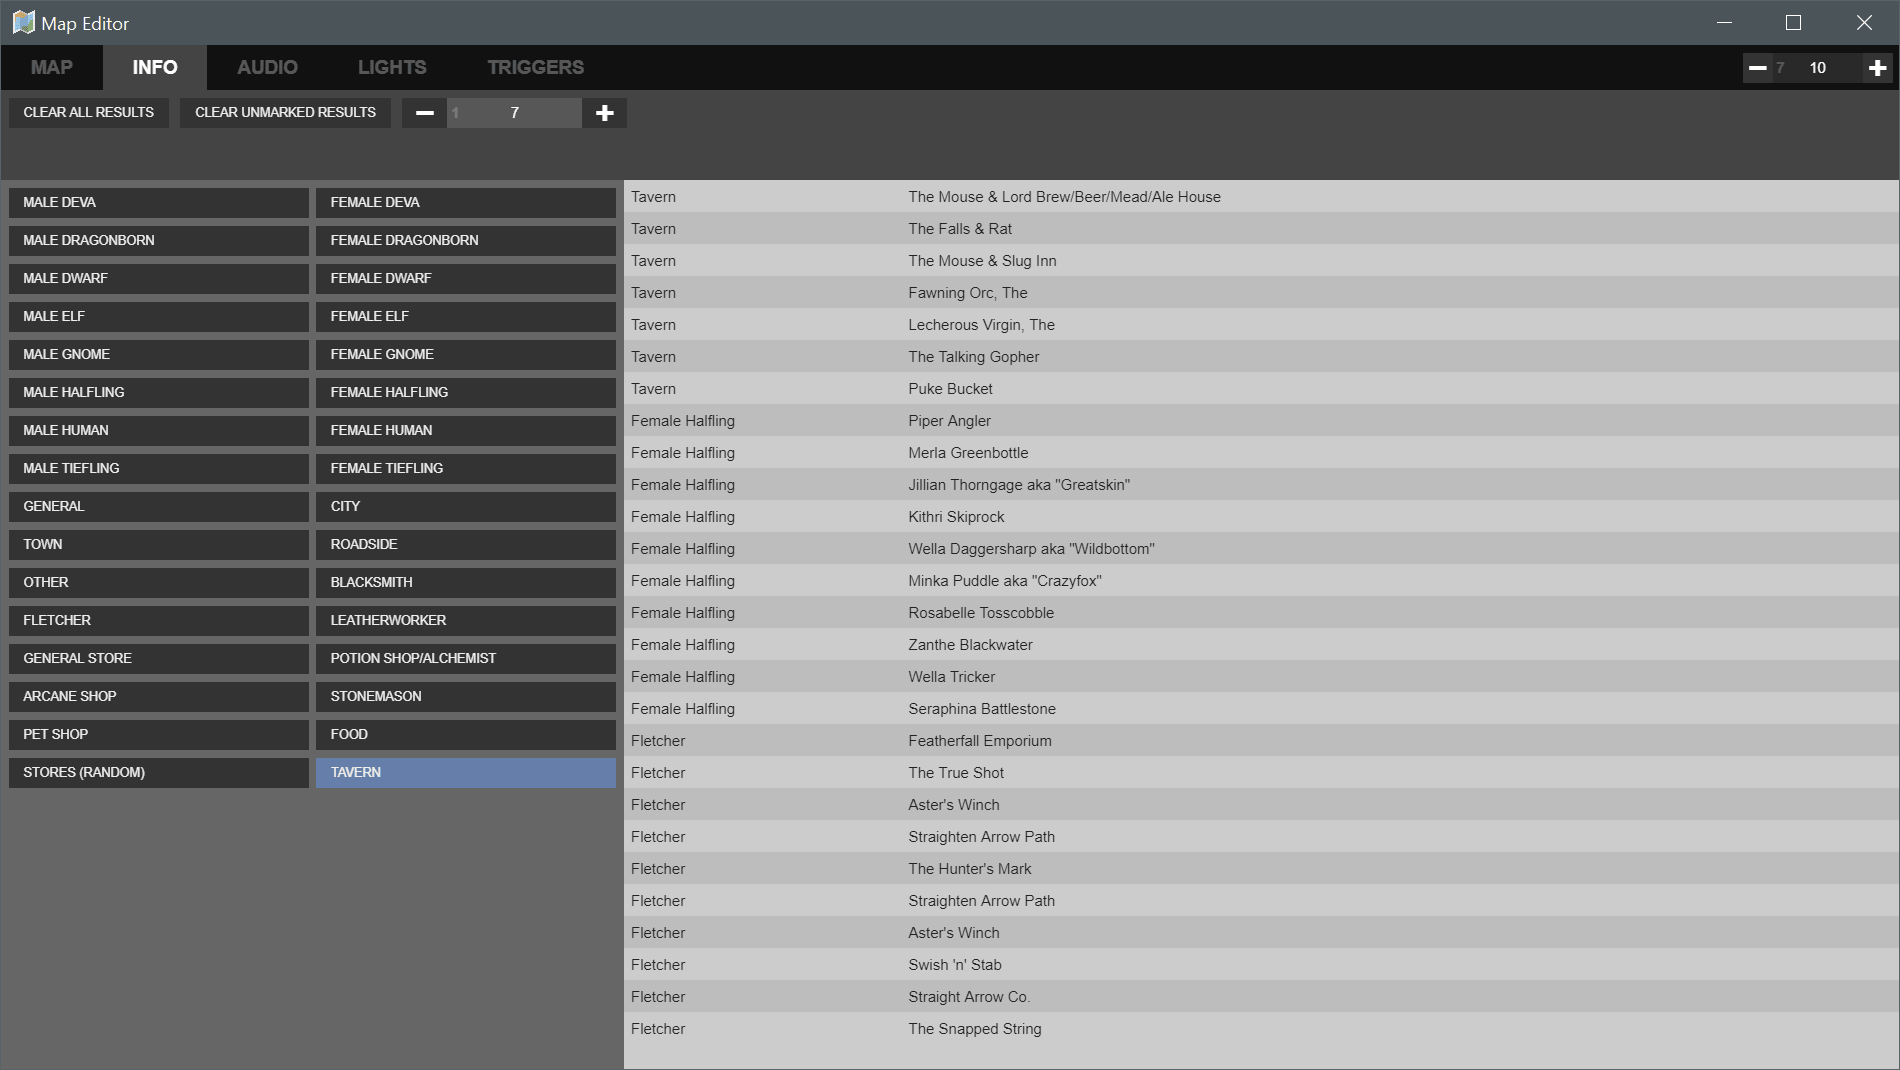 Map Editor
MAP INFO AUDIO LIGHTS TRIGGERS 7 10
CLEAR ALL RESULTS CLEAR UNMARKED RESULTS 1 7
MALE DEVA FEMALE DEVA
MALE DRAGONBORN FEMALE DRAGONBORN
MALE DWARF FEMALE DWARF
MALE ELF FEMALE ELF
MALE GNOME FEMALE GNOME
MALE HALFLING FEMALE HALFLING
MALE HUMAN FEMALE HUMAN
MALE TIEFLING FEMALE TIEFLING
GENERAL CITY
TOWN ROADSIDE
OTHER BLACKSMITH
FLETCHER LEATHERWORKER
GENERAL STORE POTION SHOP/ALCHEMIST
ARCANE SHOP STONEMASON
PET SHOP FOOD
STORES (RANDOM) TAVERN
Tavern The Mouse & Lord Brew/Beer/Mead/Ale House
Tavern The Falls & Rat
Tavern The Mouse & Slug Inn
Tavern Fawning Orc, The
Tavern Lecherous Virgin, The
Tavern The Talking Gopher
Tavern Puke Bucket
Female Halfling Piper Angler
Female Halfling Merla Greenbottle
Female Halfling Jillian Thorngage aka "Greatskin"
Female Halfling Kithri Skiprock
Female Halfling Wella Daggersharp aka "Wildbottom"
Female Halfling Minka Puddle aka "Crazyfox"
Female Halfling Rosabelle Tosscobble
Female Halfling Zanthe Blackwater
Female Halfling Wella Tricker
Female Halfling Seraphina Battlestone
Fletcher Featherfall Emporium
Fletcher The True Shot
Fletcher Aster's Winch
Fletcher Straighten Arrow Path
Fletcher The Hunter's Mark
Fletcher Straighten Arrow Path
Fletcher Aster's Winch
Fletcher Swish 'n' Stab
Fletcher Straight Arrow Co.
Fletcher The Snapped String